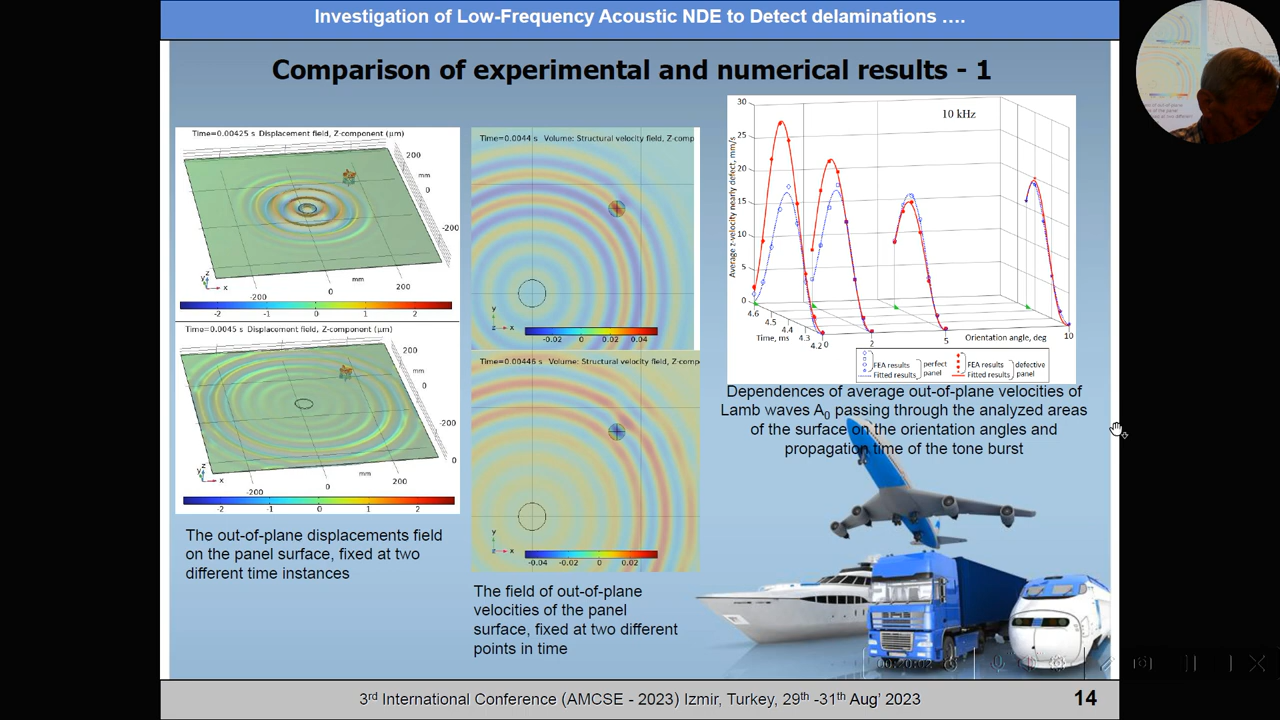 Investigation of Low-Frequency Acoustic NDE to Detect delaminations ....
Comparison of experimental and numerical results - 1
Time=0.00425 s Displacement field, Z-component (µm)
200
mm
0
-200
z
y
x
-200
0
mm
200
-2
-1
0
1
2
Time=0.0045 s Displacement field, Z-component (µm)
200
mm
0
-200
0
z
y
x
-200
0
mm
200
-2
-1
0
1
2
The out-of-plane displacements field
on the panel surface, fixed at two
different time instances
Time=0.0044 s Volume: Structural velocity field, Z-comp
y
z
x
-0.02
0
0.02
0.04
Time=0.00446 s Volume: Structural velocity field, Z-comp
y
z
x
-0.04
-0.02
0
0.02
The field of out-of-plane
velocities of the panel
surface, fixed at two different
points in time
10 kHz
Average z-velocity nearly defect, mm/s
30
25
20
15
10
5
0
4.6
4.5
4.4
4.3
4.2
Time, ms
0
2
5
Orientation angle, deg
10
FEA results
Fitted results
perfect
panel
FEA results
Fitted results
defective
panel
Dependences of average out-of-plane velocities of
Lamb waves A0 passing through the analyzed areas
of the surface on the orientation angles and
propagation time of the tone burst
3rd International Conference (AMCSE - 2023) Izmir, Turkey, 29th -31th Aug' 2023
14